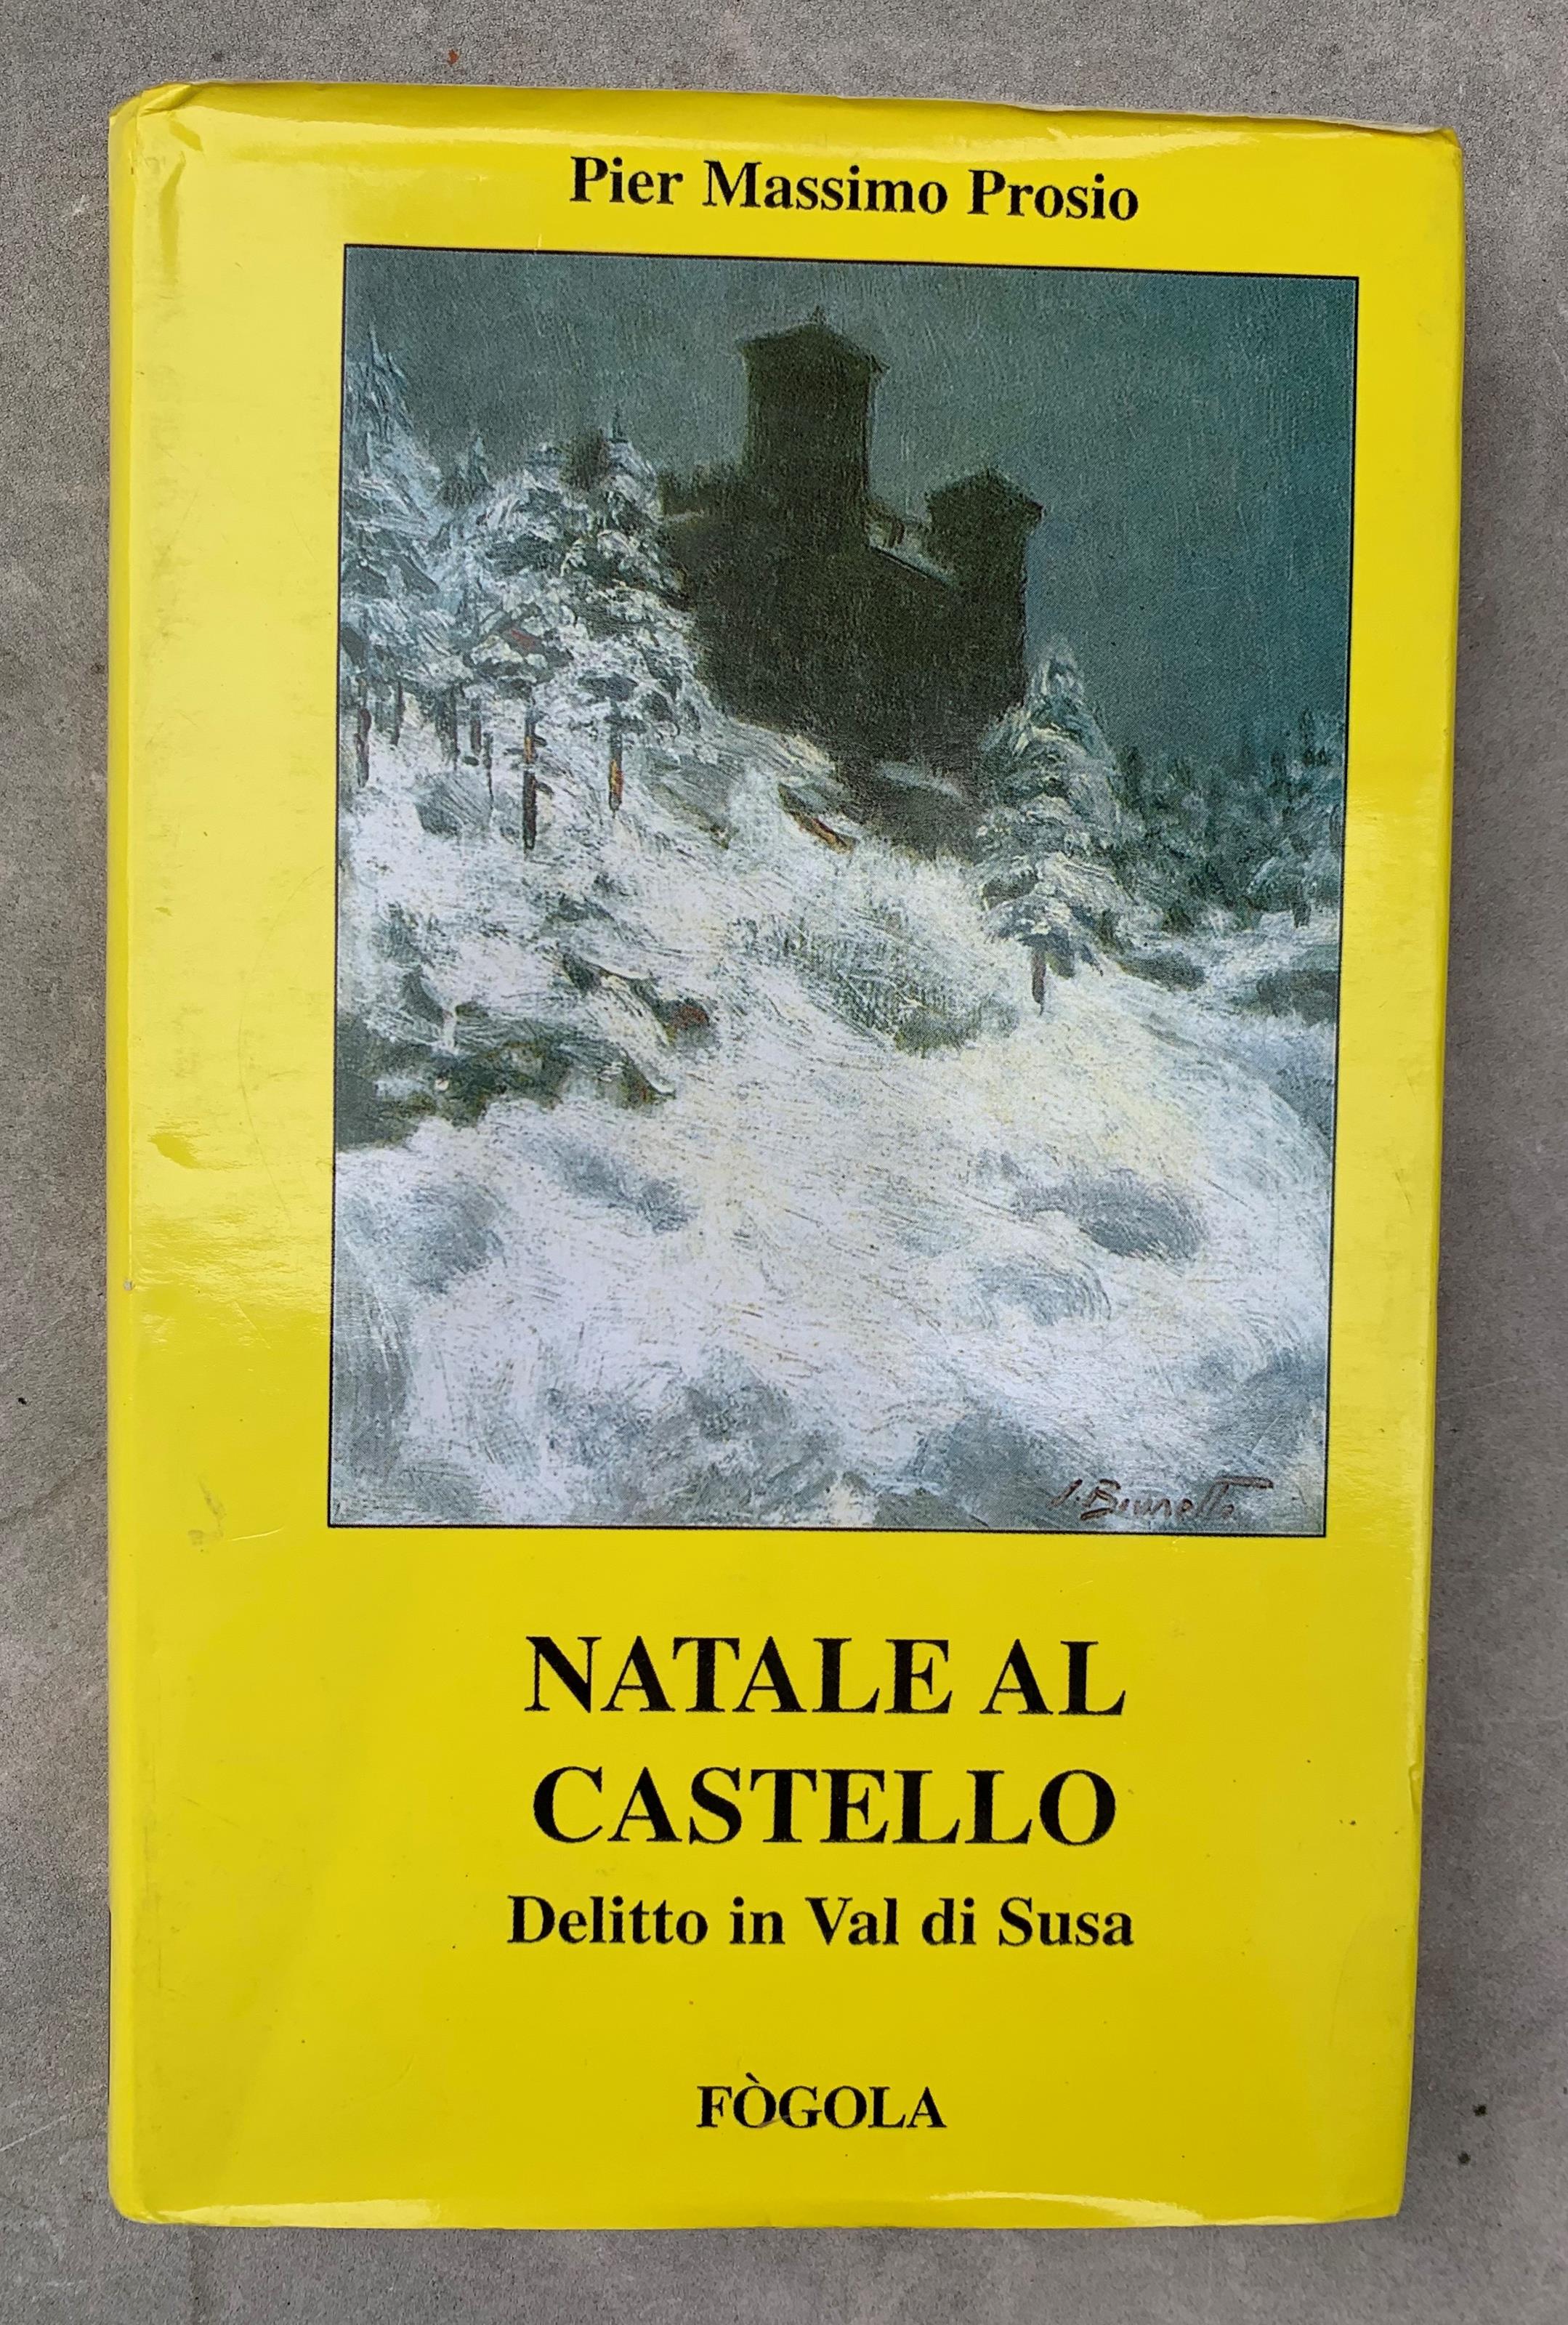 Pier Massimo Prosio
NATALE AL
CASTELLO
Delitto in Val di Susa
FÒGOLA